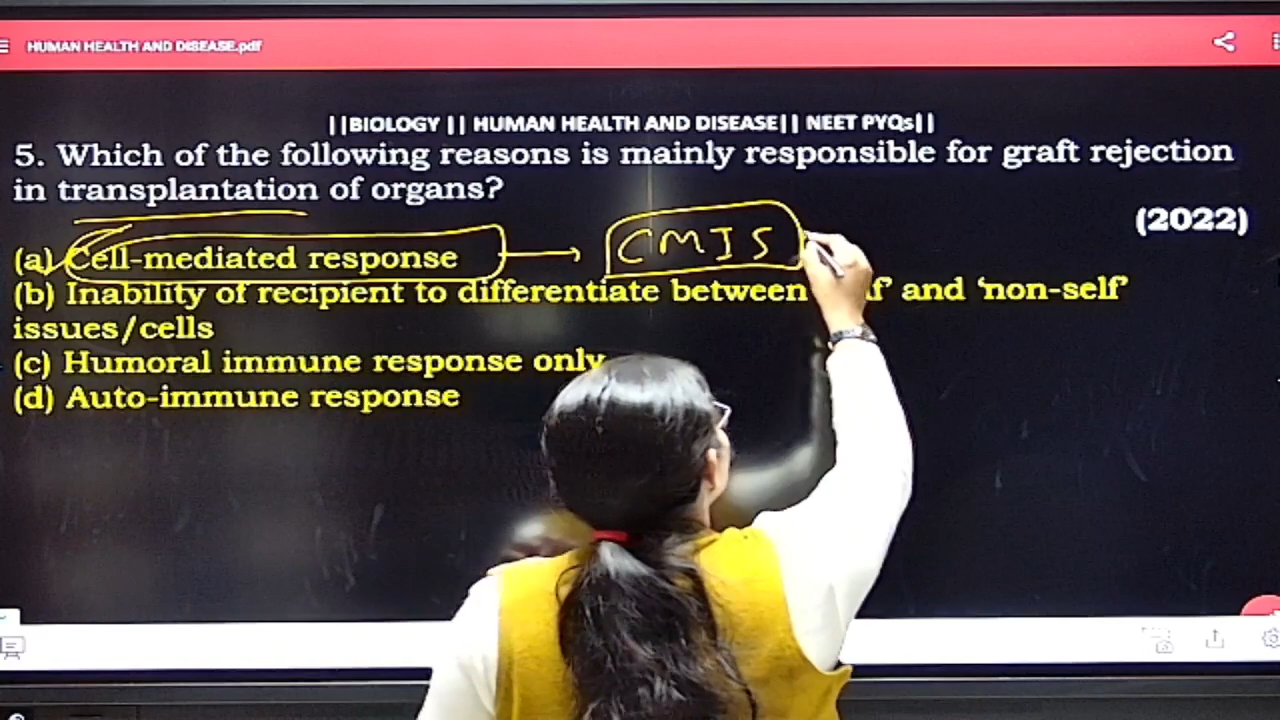 HUMAN HEALTH AND DISEASE.pdf
||BIOLOGY || HUMAN HEALTH AND DISEASE|| NEET PYQs||
5. Which of the following reasons is mainly responsible for graft rejection
in transplantation of organs?
(2022)
(a) Cell-mediated response CMIS
(b) Inability of recipient to differentiate between and ‘non-self’
issues/cells
(c) Humoral immune response only
(d) Auto-immune response